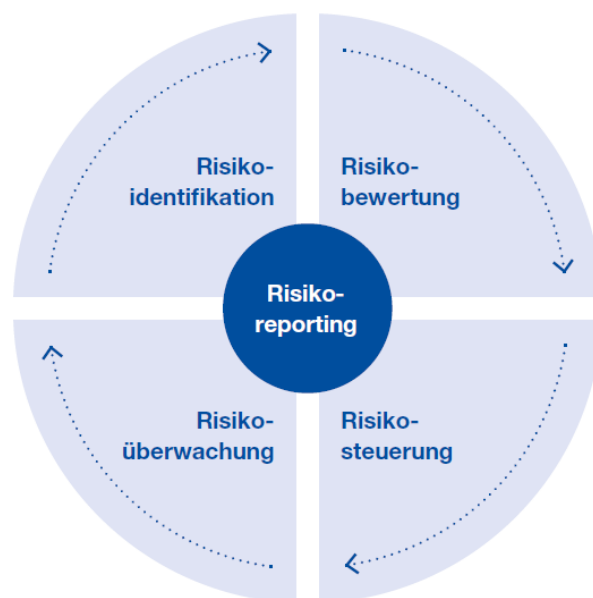 Risiko-
identifikation
Risiko-
bewertung
Risiko-
reporting
Risiko-
überwachung
Risiko-
steuerung